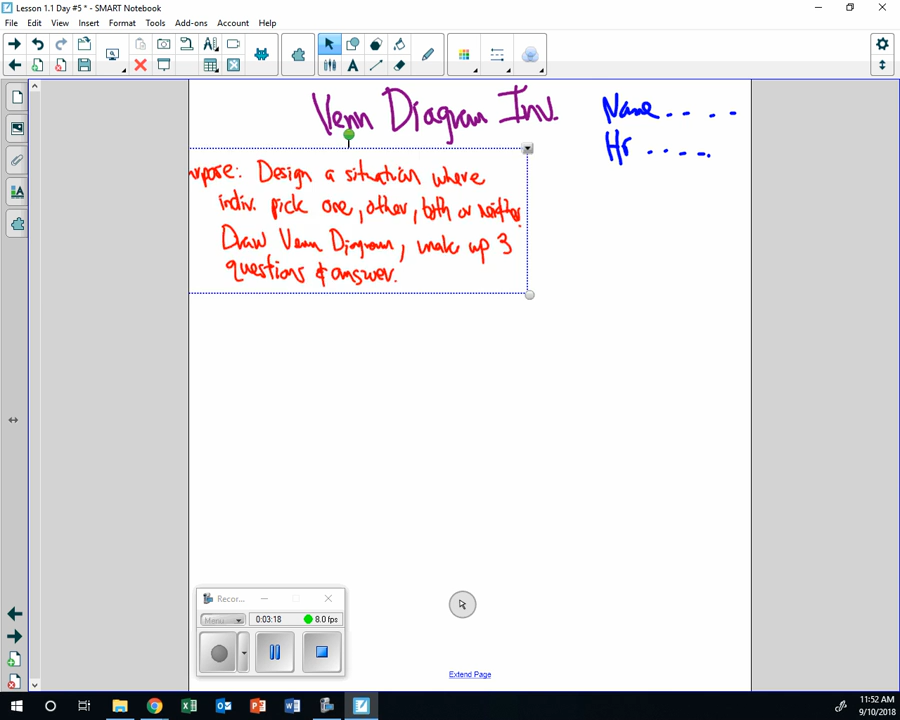 Lesson 1.1 Day #5 * - SMART Notebook
File Edit View Insert Format Tools Add-ons Account Help
Venn Diagram Inv.
Name . . . . .
Hr . . . . .
rpose: Design a situation where
indiv. pick one, other, both or neither.
Draw Venn Diagram, make up 3
questions & answer.
Recor...
Menu
0:03:18
8.0 fps
Extend Page
11:52 AM
9/10/2018